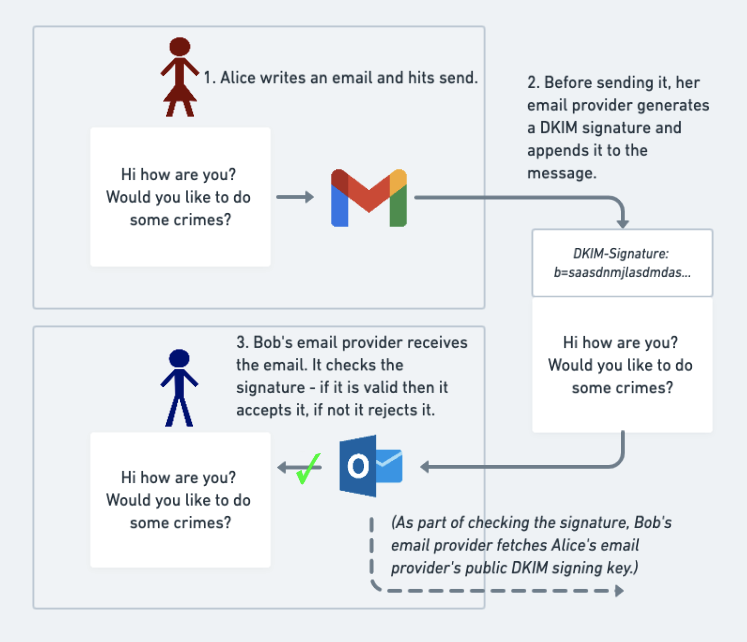 1. Alice writes an email and hits send.
Hi how are you?
Would you like to do
some crimes?
2. Before sending it, her
email provider generates
a DKIM signature and
appends it to the
message.
DKIM-Signature:
b=saasdnmjlasdmdas...
Hi how are you?
Would you like to do
some crimes?
3. Bob's email provider receives
the email. It checks the
signature - if it is valid then it
accepts it, if not it rejects it.
O
Hi how are you?
Would you like to do
some crimes?
(As part of checking the signature, Bob's
email provider fetches Alice's email
provider's public DKIM signing key.)